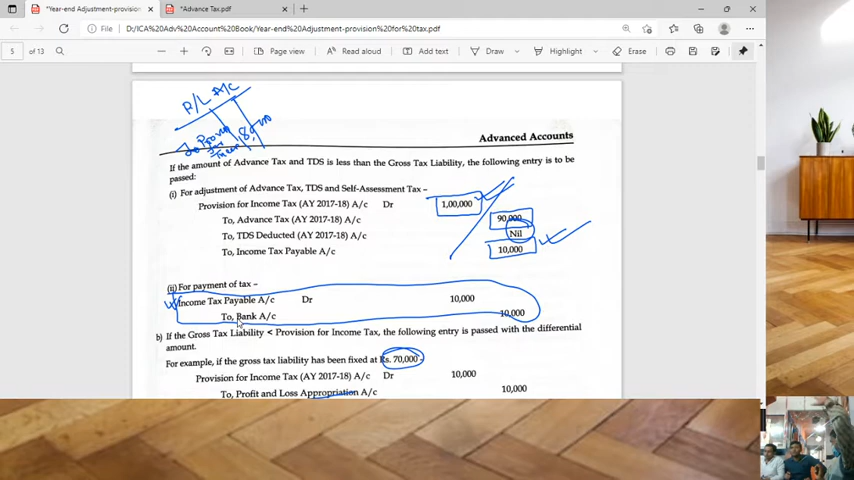 *Year-end Adjustment-provision
*Advance Tax.pdf
File
D:/ICA%20Adv%20Account%20Book/Year-end%20Adjustment-provision%20for%20tax.pdf
5 of 13
Page view
Read aloud
Add text
Draw
Highlight
Erase
P/L A/C
Advanced Accounts
If the amount of Advance Tax and TDS is less than the Gross Tax Liability, the following entry is to be
passed:
(i) For adjustment of Advance Tax, TDS and Self-Assessment Tax –
Provision for Income Tax (AY 2017-18) A/c Dr 1,00,000
To, Advance Tax (AY 2017-18) A/c 90,000
To, TDS Deducted (AY 2017-18) A/c Nil
To, Income Tax Payable A/c 10,000
(ii) For payment of tax –
Income Tax Payable A/c Dr 10,000
To, Bank A/c 10,000
b) If the Gross Tax Liability < Provision for Income Tax, the following entry is passed with the differential
amount.
For example, if the gross tax liability has been fixed at Rs. 70,000-
Provision for Income Tax (AY 2017-18) A/c Dr 10,000
To, Profit and Loss Appropriation A/c 10,000